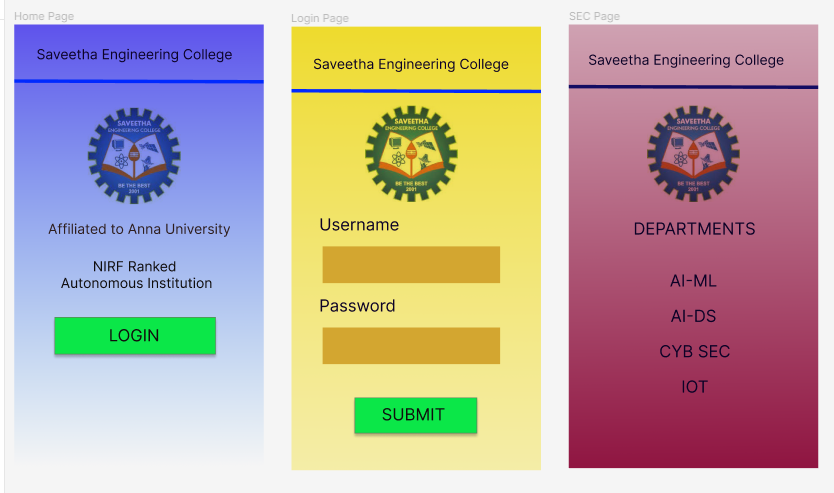 Home Page
Saveetha Engineering College
SAVEETHA
ENGINEERING COLLEGE
BE THE BEST
2001
Affiliated to Anna University
NIRF Ranked
Autonomous Institution
LOGIN
Login Page
Saveetha Engineering College
SAVEETHA
ENGINEERING COLLEGE
BE THE BEST
2001
Username
Password
SUBMIT
SEC Page
Saveetha Engineering College
SAVEETHA
ENGINEERING COLLEGE
BE THE BEST
2001
DEPARTMENTS
AI-ML
AI-DS
CYB SEC
IOT